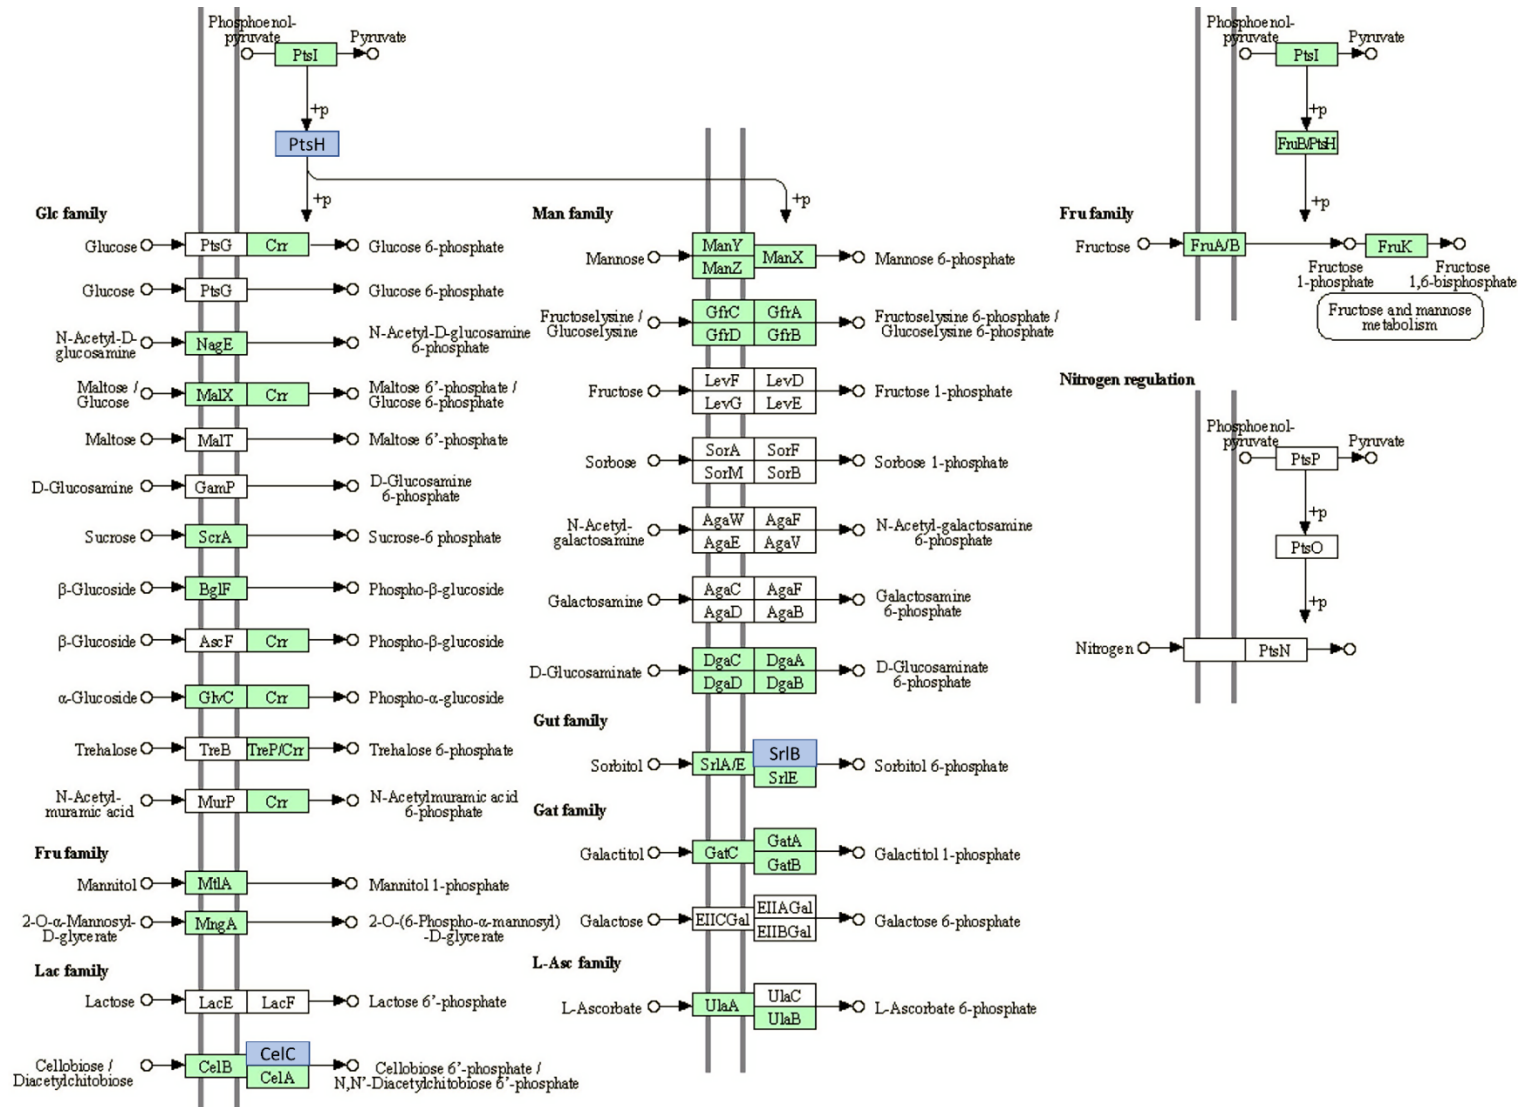 Phosphoenol-
pyruvate
Pyruvate
PtsI
+p
PtsH
+p
+p
Glc family
Glucose
PtsG
Crr
Glucose 6-phosphate
Glucose
PtsG
Glucose 6-phosphate
N-Acetyl-D-
glucosamine
NagE
N-Acetyl-D-glucosamine
6-phosphate
Maltose /
Glucose
MalX
Crr
Maltose 6'-phosphate /
Glucose 6-phosphate
Maltose
MalT
Maltose 6'-phosphate
D-Glucosamine
GamP
D-Glucosamine
6-phosphate
Sucrose
ScrA
Sucrose-6 phosphate
β-Glucoside
BglF
Phospho-β-glucoside
β-Glucoside
AscF
Crr
Phospho-β-glucoside
α-Glucoside
GlvC
Crr
Phospho-α-glucoside
Trehalose
TreB
TreP/Crr
Trehalose 6-phosphate
N-Acetyl-
muramic acid
MurP
Crr
N-Acetylmuramic acid
6-phosphate
Fru family
Mannitol
MtlA
Mannitol 1-phosphate
2-O-α-Mannosyl-
D-glycerate
MngA
2-O-(6-Phospho-α-mannosyl)
-D-glycerate
Lac family
Lactose
LacE
LacF
Lactose 6'-phosphate
Cellobiose /
Diacetylchitobiose
CelB
CelC
CelA
Cellobiose 6'-phosphate /
N,N'-Diacetylchitobiose 6'-phosphate
Man family
Mannose
ManY
ManZ
ManX
Mannose 6-phosphate
Fructoselysine /
Glucoselysine
GfrC
GfrA
GfrD
GfrB
Fructoselysine 6-phosphate /
Glucoselysine 6-phosphate
Fructose
LevF
LevD
LevG
LevE
Fructose 1-phosphate
Sorbose
SorA
SorF
SorM
SorB
Sorbose 1-phosphate
N-Acetyl-
galactosamine
AgaW
AgaF
AgaE
AgaV
N-Acetyl-galactosamine
6-phosphate
Galactosamine
AgaC
AgaF
AgaD
AgaB
Galactosamine
6-phosphate
D-Glucosaminate
DgaC
DgaA
DgaD
DgaB
D-Glucosaminate
6-phosphate
Gut family
Sorbitol
SrlA/E
SrlB
SrlE
Sorbitol 6-phosphate
Gat family
Galactitol
GatC
GatA
GatB
Galactitol 1-phosphate
Galactose
EIICGal
EIIAGal
EIIBGal
Galactose 6-phosphate
L-Asc family
L-Ascorbate
UlaA
UlaC
UlaB
L-Ascorbate 6-phosphate
Phosphoenol-
pyruvate
Pyruvate
PtsI
+p
FruB/PtsH
+p
Fru family
Fructose
FruA/B
FruK
Fructose
1-phosphate
Fructose
1,6-bisphosphate
Fructose and mannose
metabolism
Nitrogen regulation
Phosphoenol-
pyruvate
Pyruvate
PtsP
+p
PtsO
+p
Nitrogen
PtsN